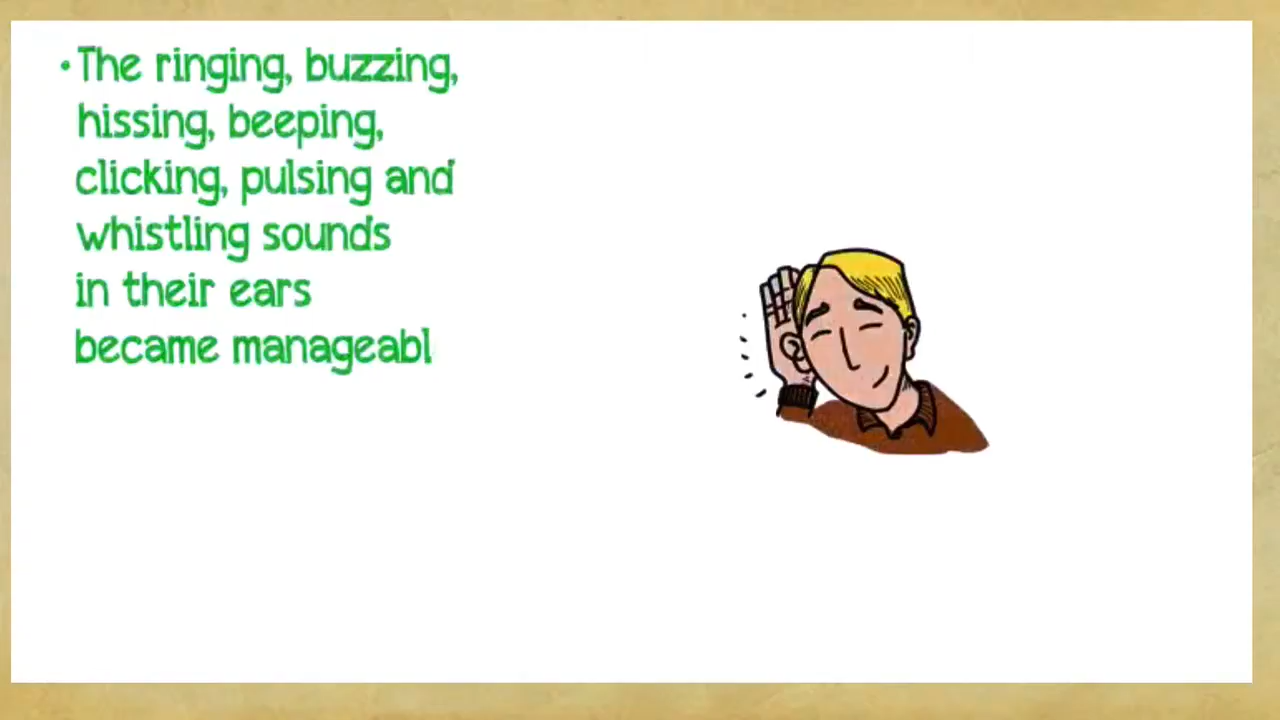 •The ringing, buzzing,
hissing, beeping,
clicking, pulsing and
whistling sounds
in their ears
became manageabl